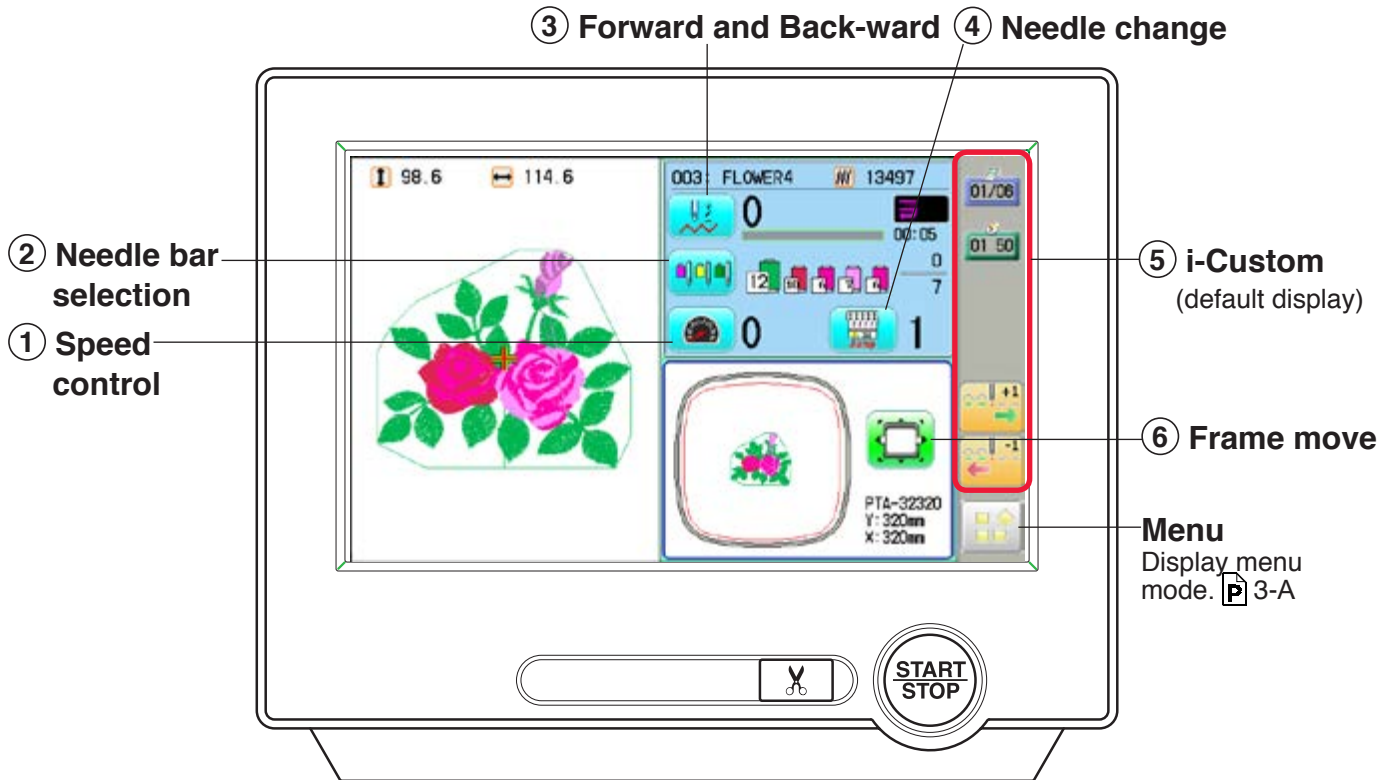 ③ Forward and Back-ward ④ Needle change
98.6 114.6
003: FLOWER4 13497
01/06
0
00:05
01 50
② Needle bar
selection
0
12
7
⑤ i-Custom
(default display)
① Speed
control
0
1
+1
-1
⑥ Frame move
PTA-32320
Y: 320mm
X: 320mm
Menu
Display menu
mode. P 3-A
START
STOP